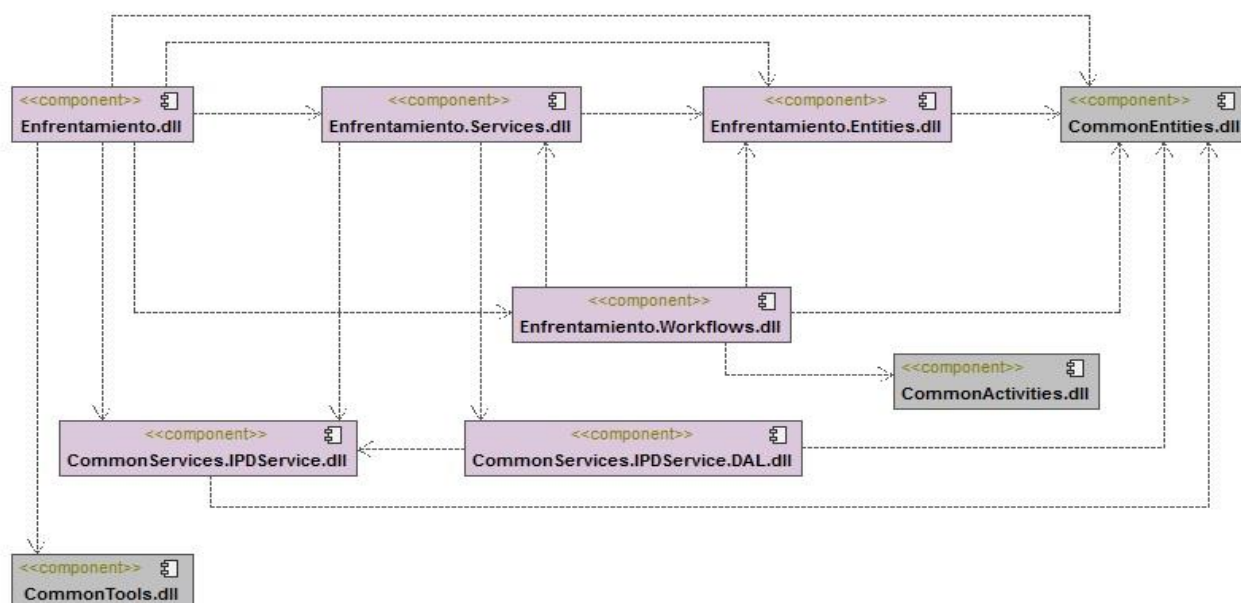 <<component>>
Enfrentamiento.dll
<<component>>
Enfrentamiento.Services.dll
<<component>>
Enfrentamiento.Entities.dll
<<component>>
CommonEntities.dll
<<component>>
Enfrentamiento.Workflows.dll
<<component>>
CommonActivities.dll
<<component>>
CommonServices.IPDService.dll
<<component>>
CommonServices.IPDService.DAL.dll
<<component>>
CommonTools.dll